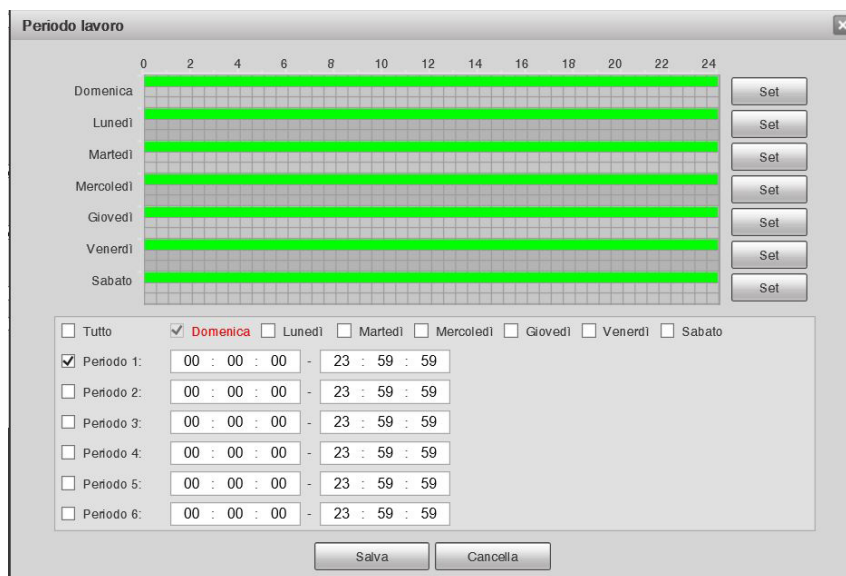 Periodo lavoro
0 2 4 6 8 10 12 14 16 18 20 22 24
Domenica Set
Lunedì Set
Martedì Set
Mercoledì Set
Giovedì Set
Venerdì Set
Sabato Set
Tutto Domenica Lunedì Martedì Mercoledì Giovedì Venerdì Sabato
Periodo 1: 00 : 00 : 00 - 23 : 59 : 59
Periodo 2: 00 : 00 : 00 - 23 : 59 : 59
Periodo 3: 00 : 00 : 00 - 23 : 59 : 59
Periodo 4: 00 : 00 : 00 - 23 : 59 : 59
Periodo 5: 00 : 00 : 00 - 23 : 59 : 59
Periodo 6: 00 : 00 : 00 - 23 : 59 : 59
Salva Cancella